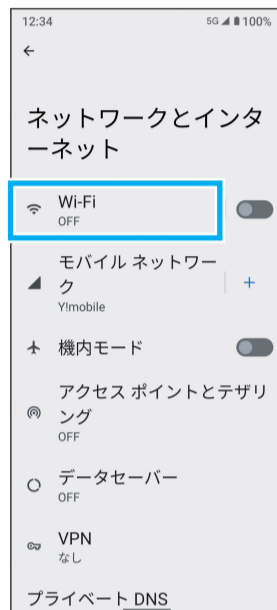 12:34 5G 100%
ネットワークとインタ
ーネット
Wi-Fi
OFF
モバイル ネットワー
ク
Y!mobile
機内モード
アクセス ポイントとテザリ
ング
OFF
データセーバー
OFF
VPN
なし
プライベート DNS